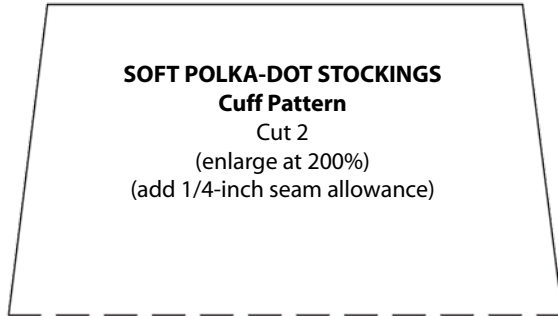 SOFT POLKA-DOT STOCKINGS
Cuff Pattern
Cut 2
(enlarge at 200%)
(add 1/4-inch seam allowance)